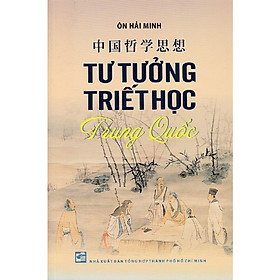 ÔN HẢI MINH
中国哲学思想
TƯ TƯỞNG
TRIẾT HỌC
Trung Quốc
NHÀ XUẤT BẢN TỔNG HỢP THÀNH PHỐ HỒ CHÍ MINH